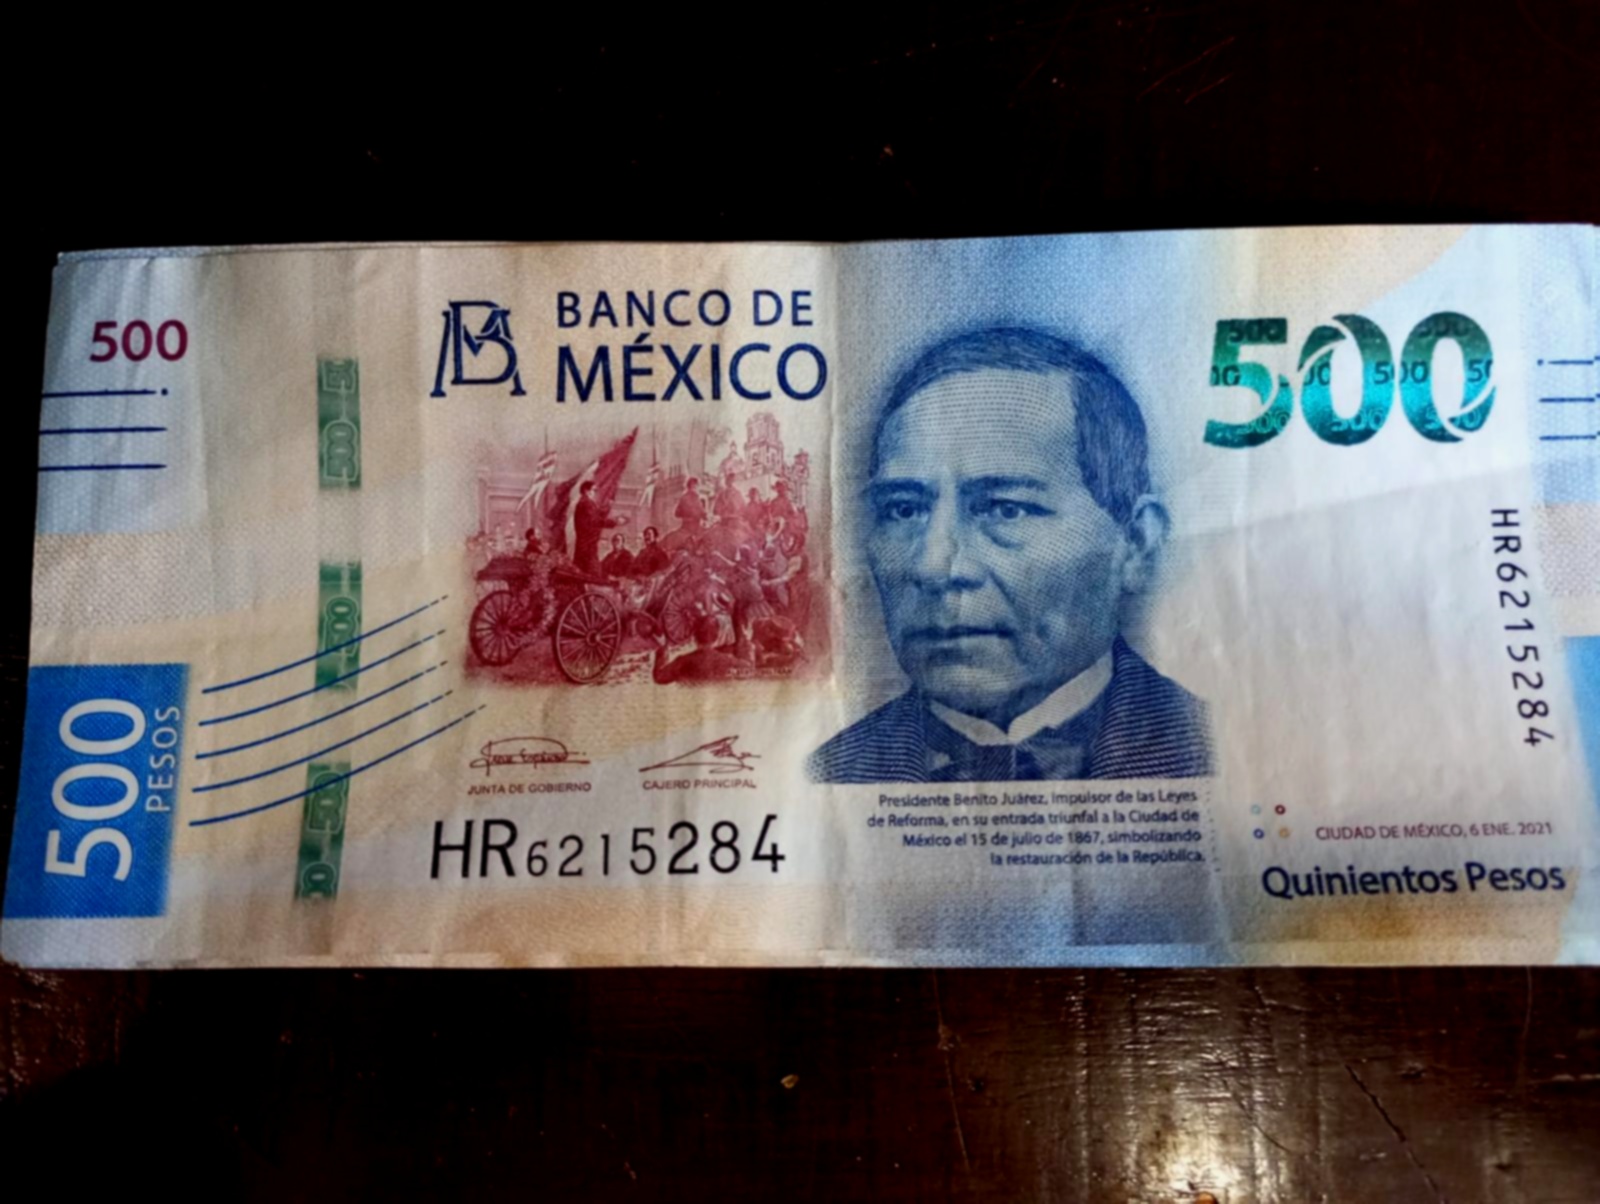 500
BANCO DE
MÉXICO
500
HR6215284
500
PESOS
JUNTA DE GOBIERNO
CAJERO PRINCIPAL
HR6215284
Presidente Benito Juárez, impulsor de las Leyes
de Reforma, en su entrada triunfal a la Ciudad de
México el 15 de julio de 1867, simbolizando
la restauración de la República.
CIUDAD DE MÉXICO, 6 ENE. 2021
Quinientos Pesos